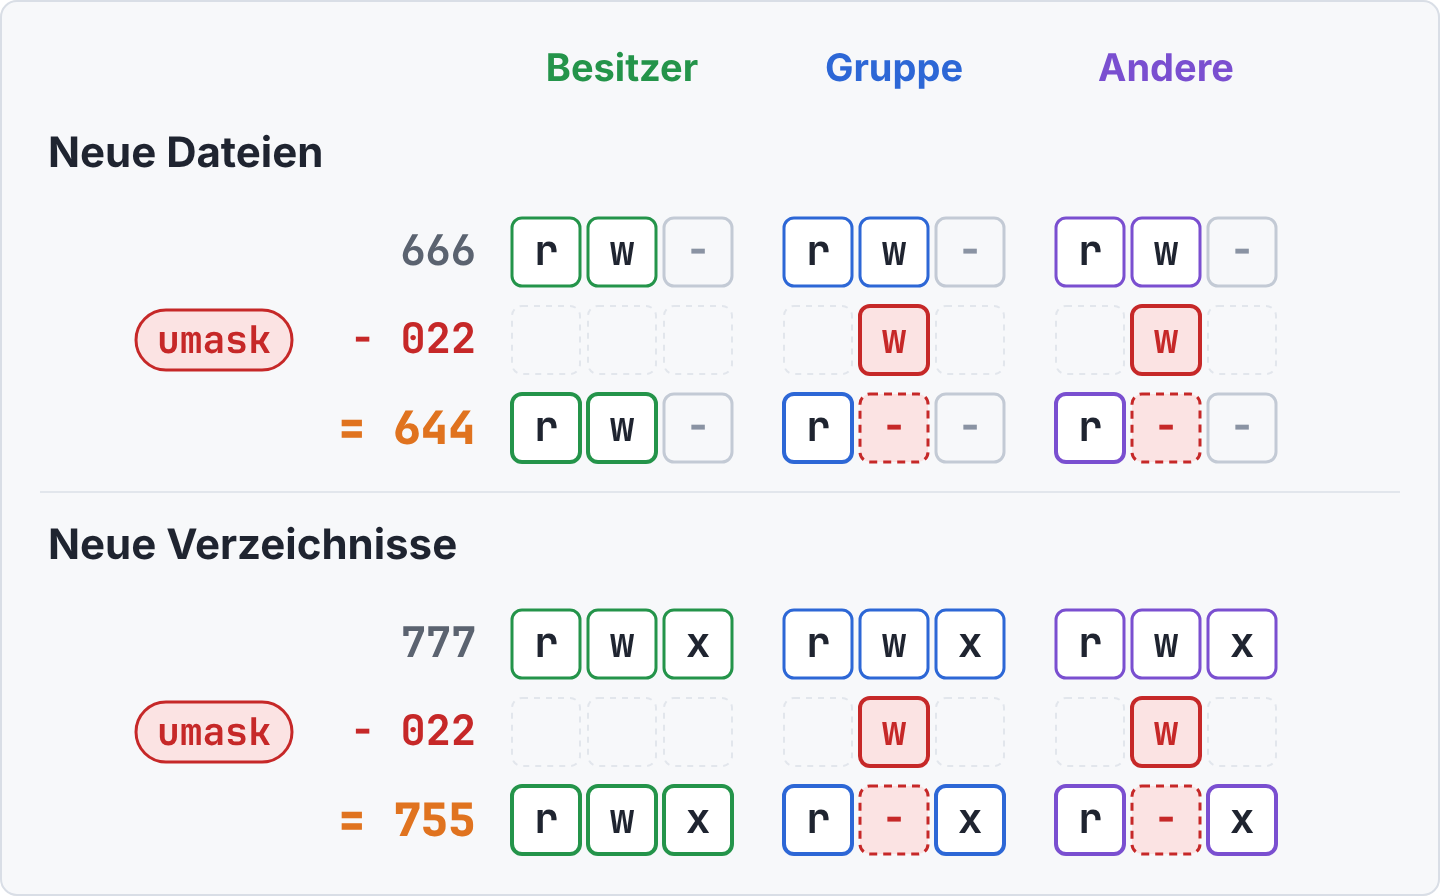 Besitzer Gruppe Andere
Neue Dateien
666 r w - r w - r w -
umask - 022 w w
= 644 r w - r - - r - -
Neue Verzeichnisse
777 r w x r w x r w x
umask - 022 w w
= 755 r w x r - x r - x